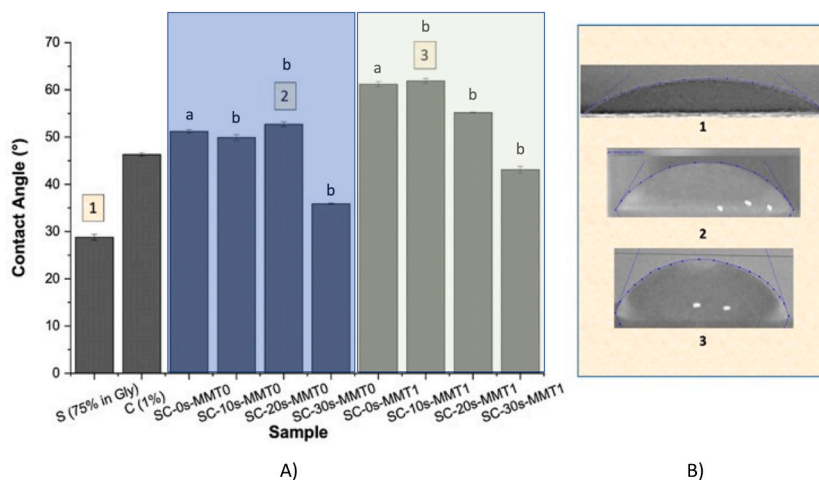 A)
Contact Angle (°)
70
60
50
40
30
20
10
0
1
a
b
b
2
b
a
b
3
b
b
S (75% in Gly)
C (1%)
SC-0s-MMT0
SC-10s-MMT0
SC-20s-MMT0
SC-30s-MMT0
SC-0s-MMT1
SC-10s-MMT1
SC-20s-MMT1
SC-30s-MMT1
Sample
1
2
3
A)
B)